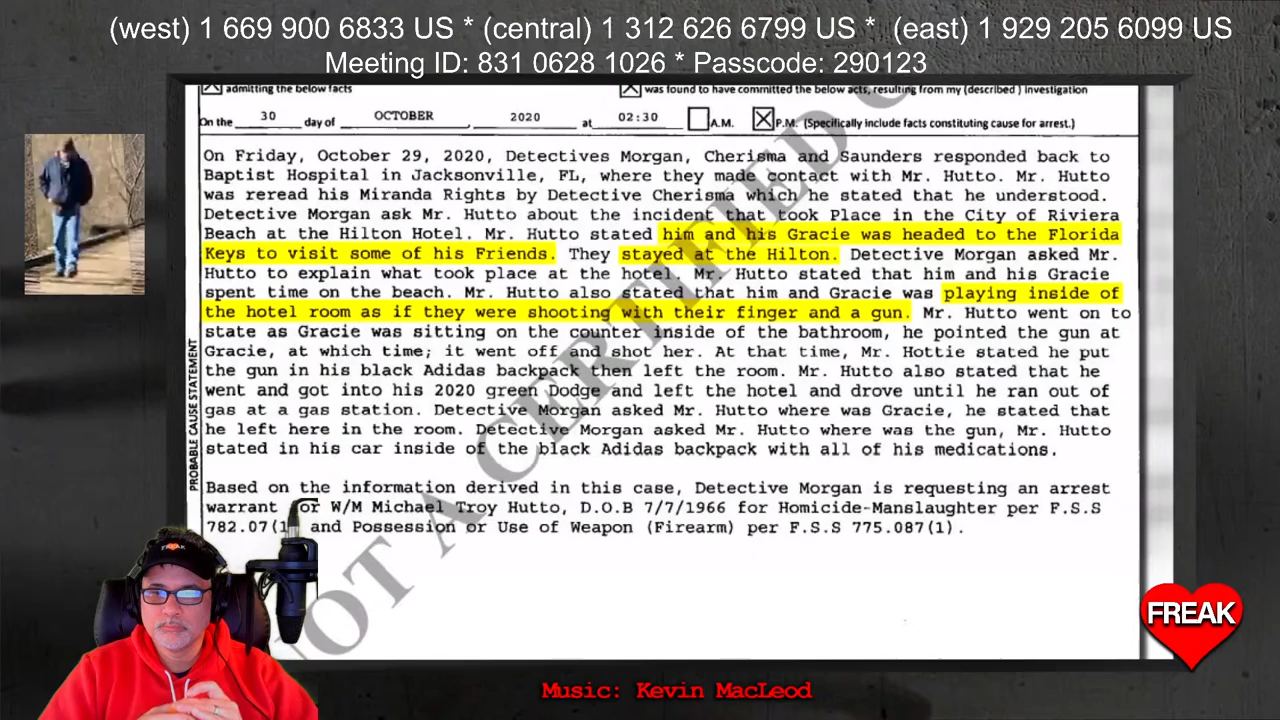 (west) 1 669 900 6833 US * (central) 1 312 626 6799 US * (east) 1 929 205 6099 US
Meeting ID: 831 0628 1026 * Passcode: 290123
admitting the below facts was found to have committed the below acts, resulting from my (described ) Investigation
On the 30 day of OCTOBER 2020 at 02:30 A.M. P.M. (Specifically include facts constituting cause for arrest.)
PROBABLE CAUSE STATEMENT
On Friday, October 29, 2020, Detectives Morgan, Cherisma and Saunders responded back to
Baptist Hospital in Jacksonville, FL, where they made contact with Mr. Hutto. Mr. Hutto
was reread his Miranda Rights by Detective Cherisma which he stated that he understood.
Detective Morgan ask Mr. Hutto about the incident that took Place in the City of Riviera
Beach at the Hilton Hotel. Mr. Hutto stated him and his Gracie was headed to the Florida
Keys to visit some of his Friends. They stayed at the Hilton. Detective Morgan asked Mr.
Hutto to explain what took place at the hotel. Mr. Hutto stated that him and his Gracie
spent time on the beach. Mr. Hutto also stated that him and Gracie was playing inside of
the hotel room as if they were shooting with their finger and a gun. Mr. Hutto went on to
state as Gracie was sitting on the counter inside of the bathroom, he pointed the gun at
Gracie, at which time; it went off and shot her. At that time, Mr. Hottie stated he put
the gun in his black Adidas backpack then left the room. Mr. Hutto also stated that he
went and got into his 2020 green Dodge and left the hotel and drove until he ran out of
gas at a gas station. Detective Morgan asked Mr. Hutto where was Gracie, he stated that
he left here in the room. Detective Morgan asked Mr. Hutto where was the gun, Mr. Hutto
stated in his car inside of the black Adidas backpack with all of his medications.
Based on the information derived in this case, Detective Morgan is requesting an arrest
warrant for W/M Michael Troy Hutto, D.O.B 7/7/1966 for Homicide-Manslaughter per F.S.S
782.07(1) and Possession or Use of Weapon (Firearm) per F.S.S 775.087(1).
NOT A CERTIFIED C
FREAK
FREAK
Music: Kevin MacLeod